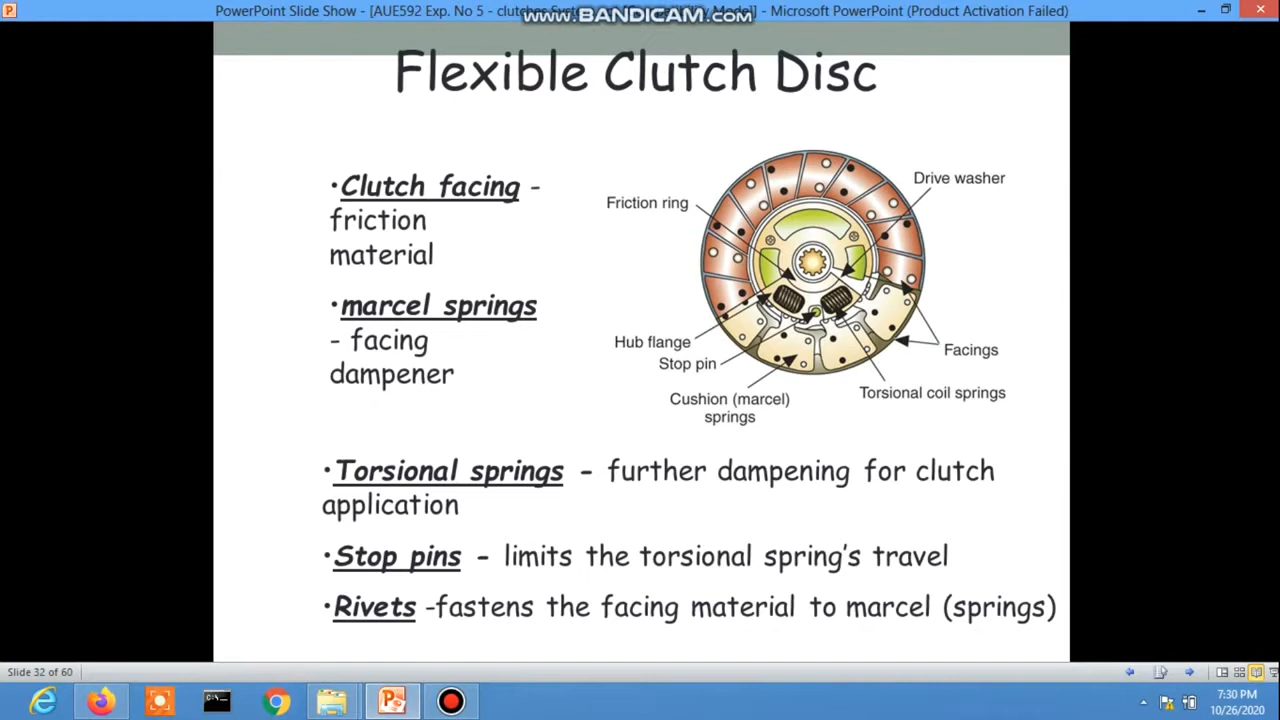 PowerPoint Slide Show - [AUE592 Exp. No 5 - clutches
Model] - Microsoft PowerPoint (Product Activation Failed)
www.BANDICAM.com
Flexible Clutch Disc
•Clutch facing -
friction
material
•marcel springs
- facing
dampener
Drive washer
Friction ring
Hub flange
Stop pin
Facings
Cushion (marcel)
springs
Torsional coil springs
•Torsional springs - further dampening for clutch
application
•Stop pins - limits the torsional spring's travel
•Rivets -fastens the facing material to marcel (springs)
Slide 32 of 60
7:30 PM
10/26/2020